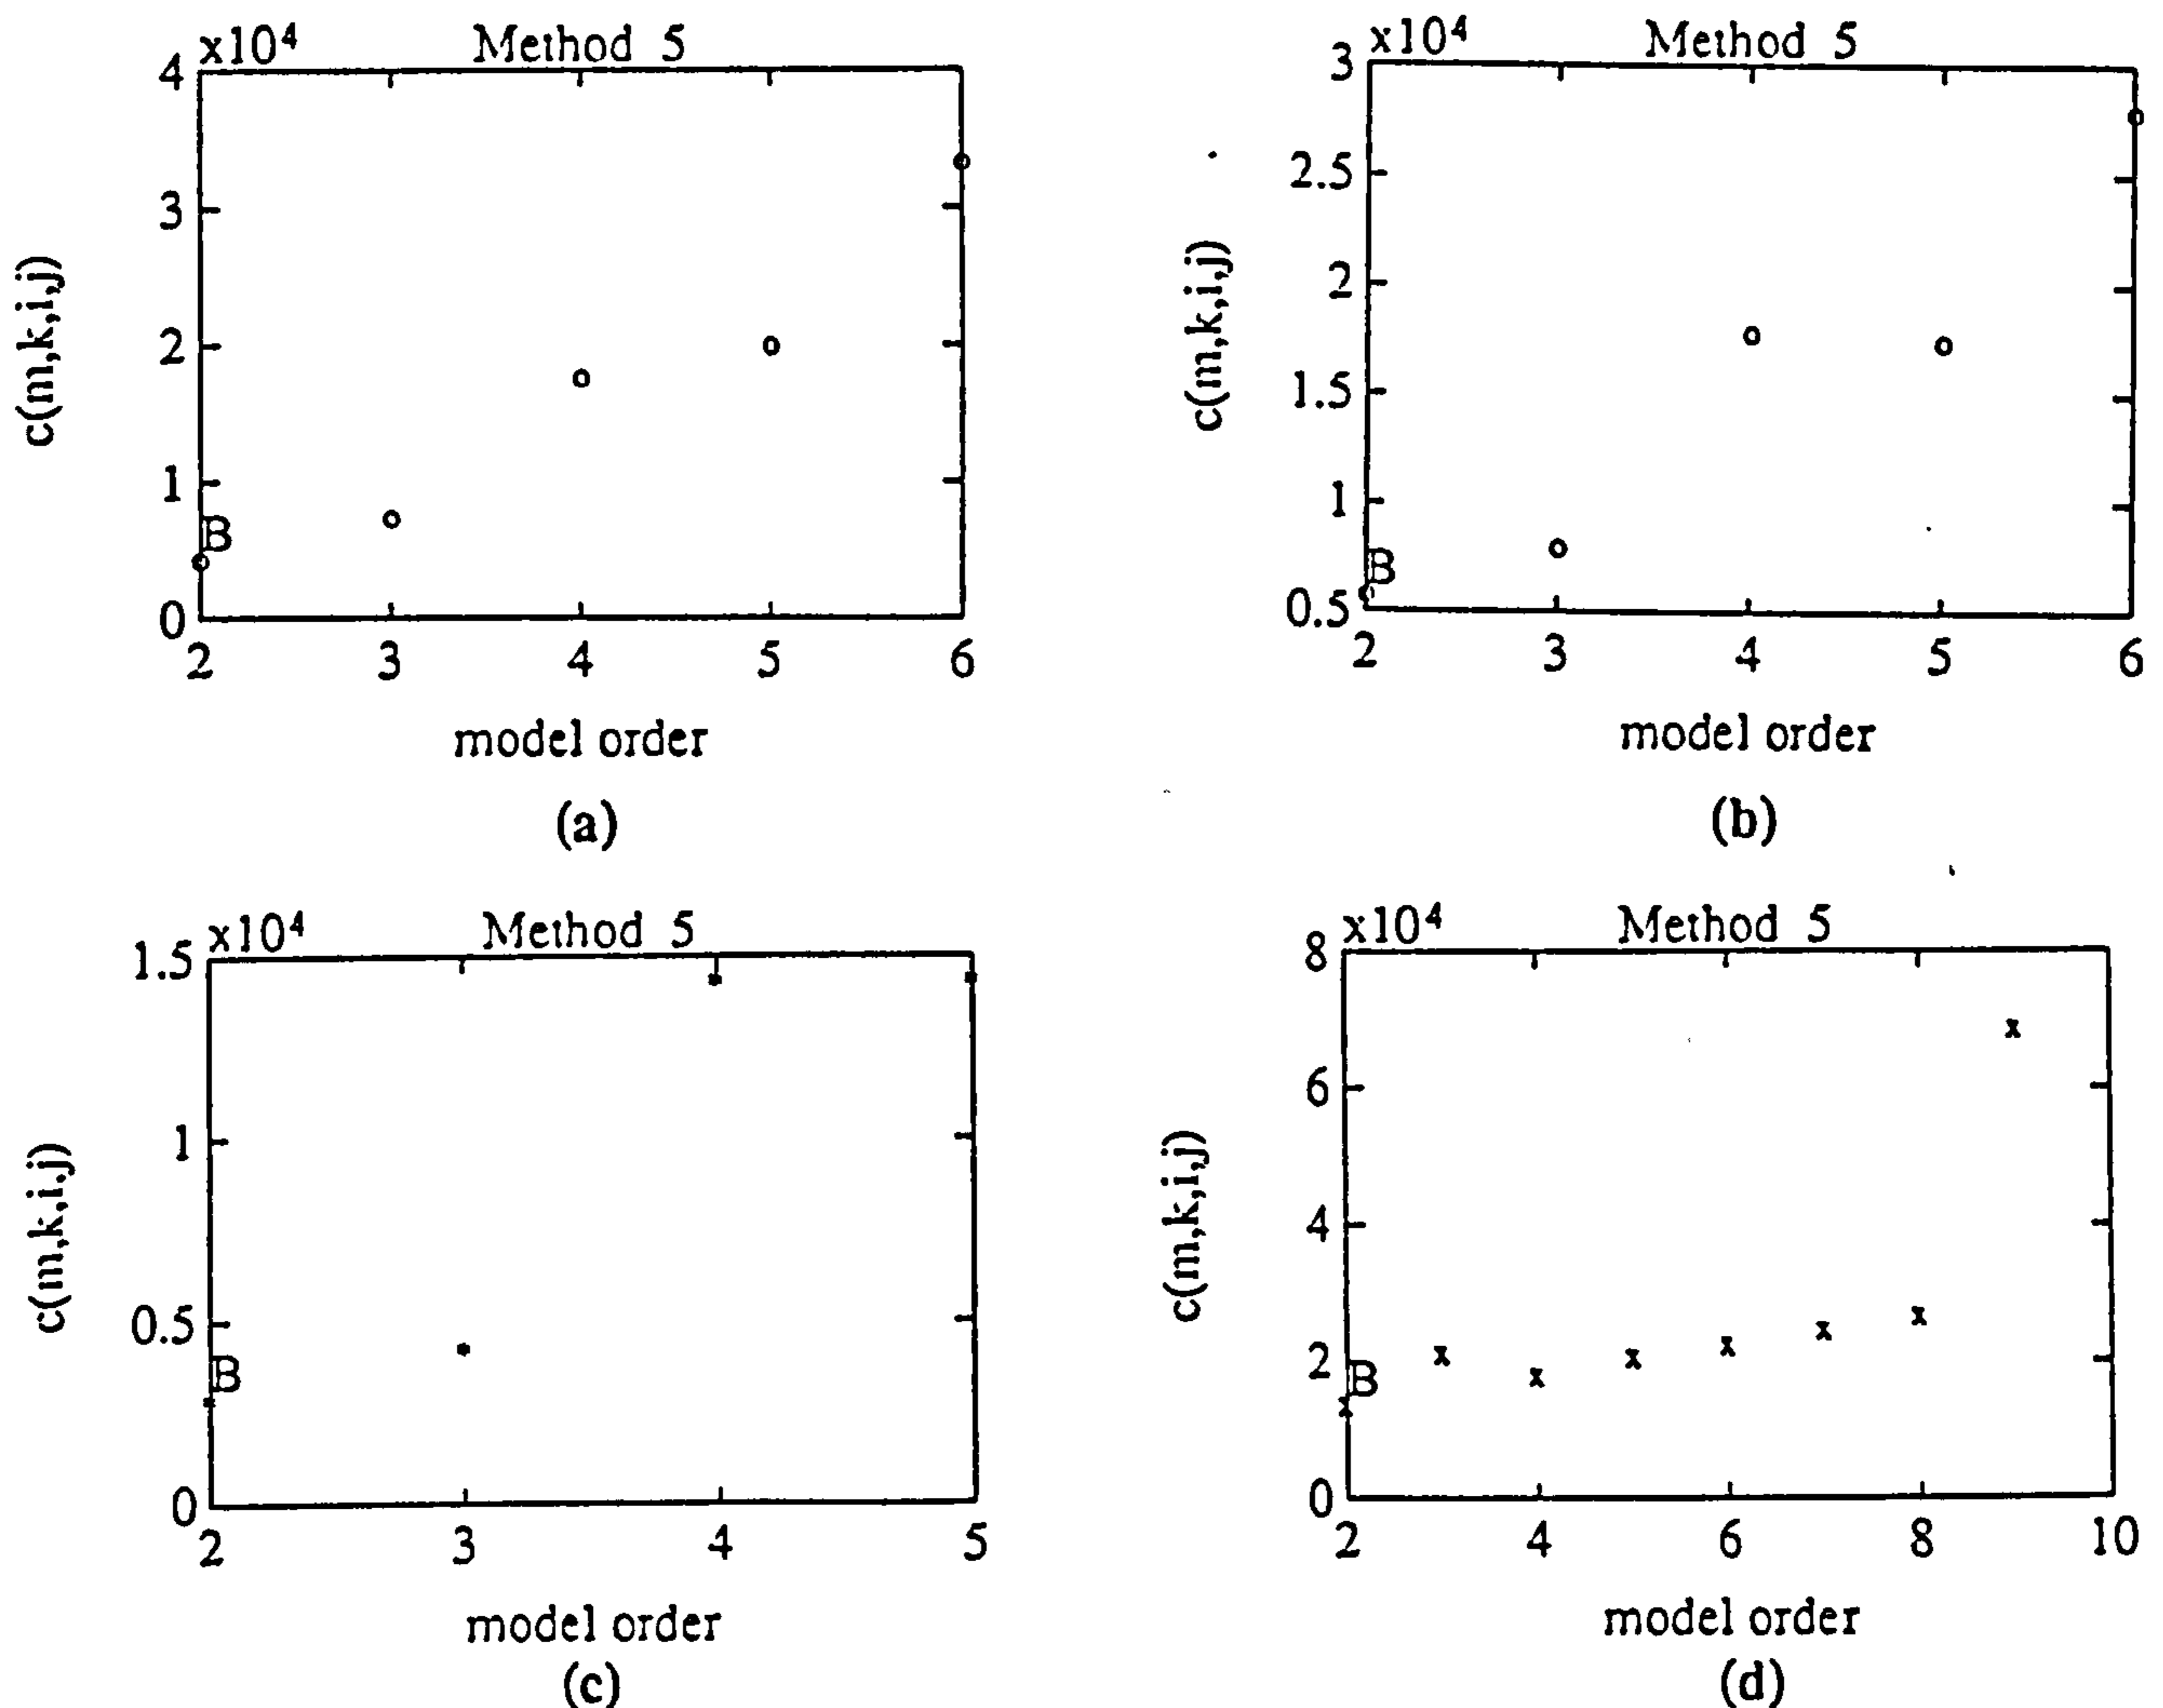 x10⁴ Method 5
4
3
2
1
0
B
2 3 4 5 6
c(m,k,i,j)
model order
(a)
x10⁴ Method 5
3
2.5
2
1.5
1
0.5
B
2 3 4 5 6
c(m,k,i,j)
model order
(b)
x10⁴ Method 5
1.5
1
0.5
0
B
2 3 4 5
c(m,k,i,j)
model order
(c)
x10⁴ Method 5
8
6
4
2
0
B
2 4 6 8 10
c(m,k,i,j)
model order
(d)